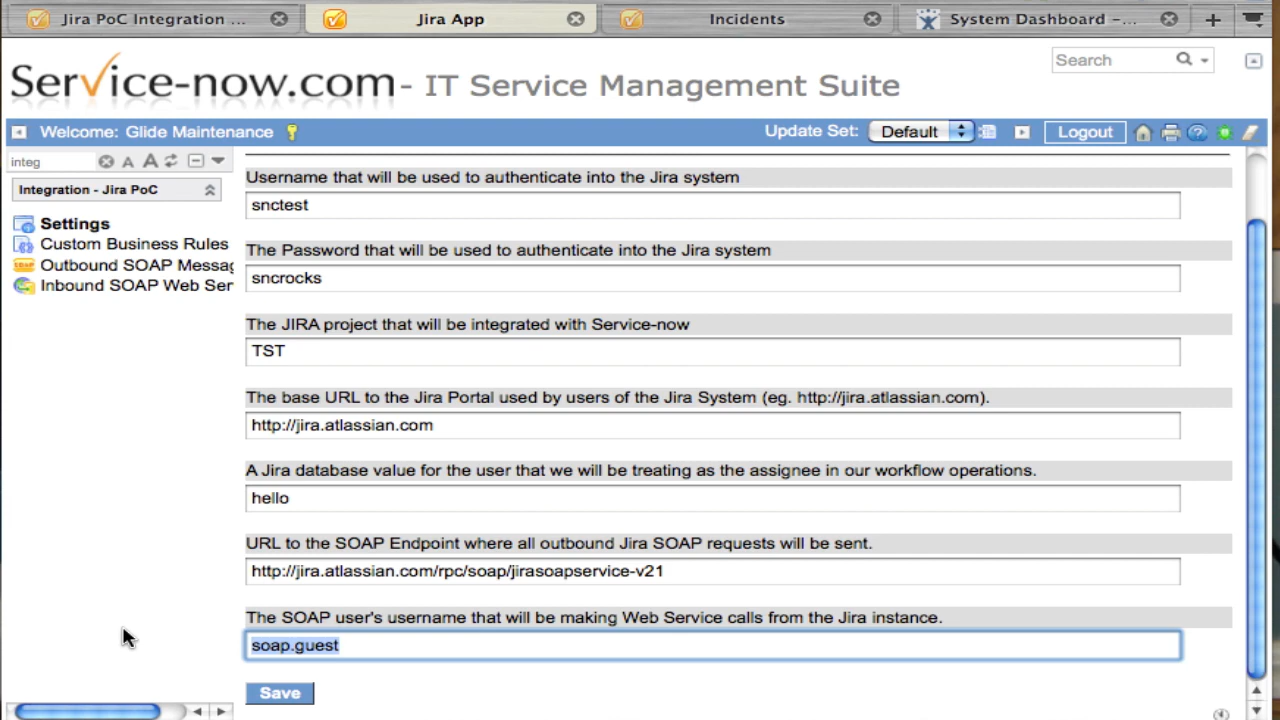 Jira PoC Integration ...
Jira App
Incidents
System Dashboard –...
Service-now.com - IT Service Management Suite
Search
Welcome: Glide Maintenance
Update Set:
Default
Logout
integ
A A
Integration - Jira PoC
Settings
Custom Business Rules
Outbound SOAP Messag
Inbound SOAP Web Ser
Username that will be used to authenticate into the Jira system
snctest
The Password that will be used to authenticate into the Jira system
sncrocks
The JIRA project that will be integrated with Service-now
TST
The base URL to the Jira Portal used by users of the Jira System (eg. http://jira.atlassian.com).
http://jira.atlassian.com
A Jira database value for the user that we will be treating as the assignee in our workflow operations.
hello
URL to the SOAP Endpoint where all outbound Jira SOAP requests will be sent.
http://jira.atlassian.com/rpc/soap/jirasoapservice-v21
The SOAP user's username that will be making Web Service calls from the Jira instance.
soap.guest
Save